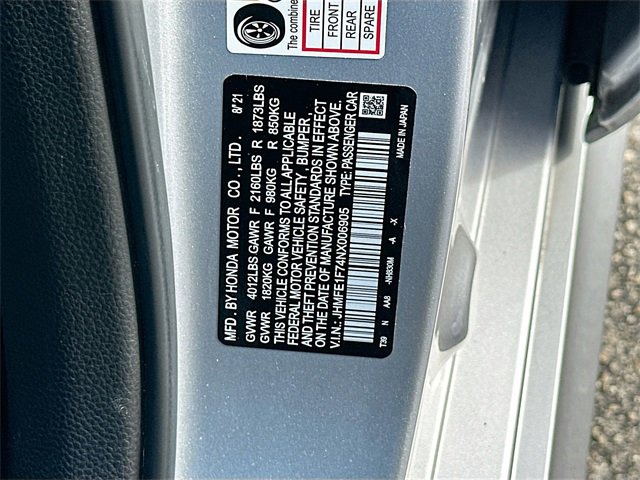 The combine
TIRE
FRONT
REAR
SPARE
MFD. BY HONDA MOTOR CO., LTD. 8/'21
GVWR 4012LBS GAWR F 2160LBS R 1873LBS
GVWR 1820KG GAWR F 980KG R 850KG
THIS VEHICLE CONFORMS TO ALL APPLICABLE
FEDERAL MOTOR VEHICLE SAFETY, BUMPER,
AND THEFT PREVENTION STANDARDS IN EFFECT
ON THE DATE OF MANUFACTURE SHOWN ABOVE.
V.I.N.: JHMFE1F74NX006905 TYPE: PASSENGER CAR
T39 N AA8 -NH830M -A -X MADE IN JAPAN